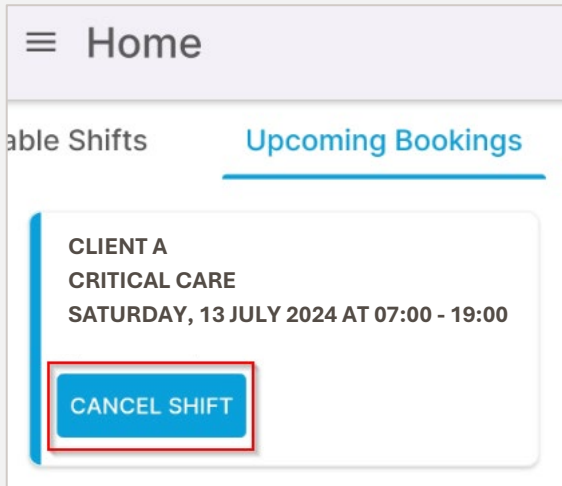 Home
able Shifts Upcoming Bookings
CLIENT A
CRITICAL CARE
SATURDAY, 13 JULY 2024 AT 07:00 - 19:00
CANCEL SHIFT